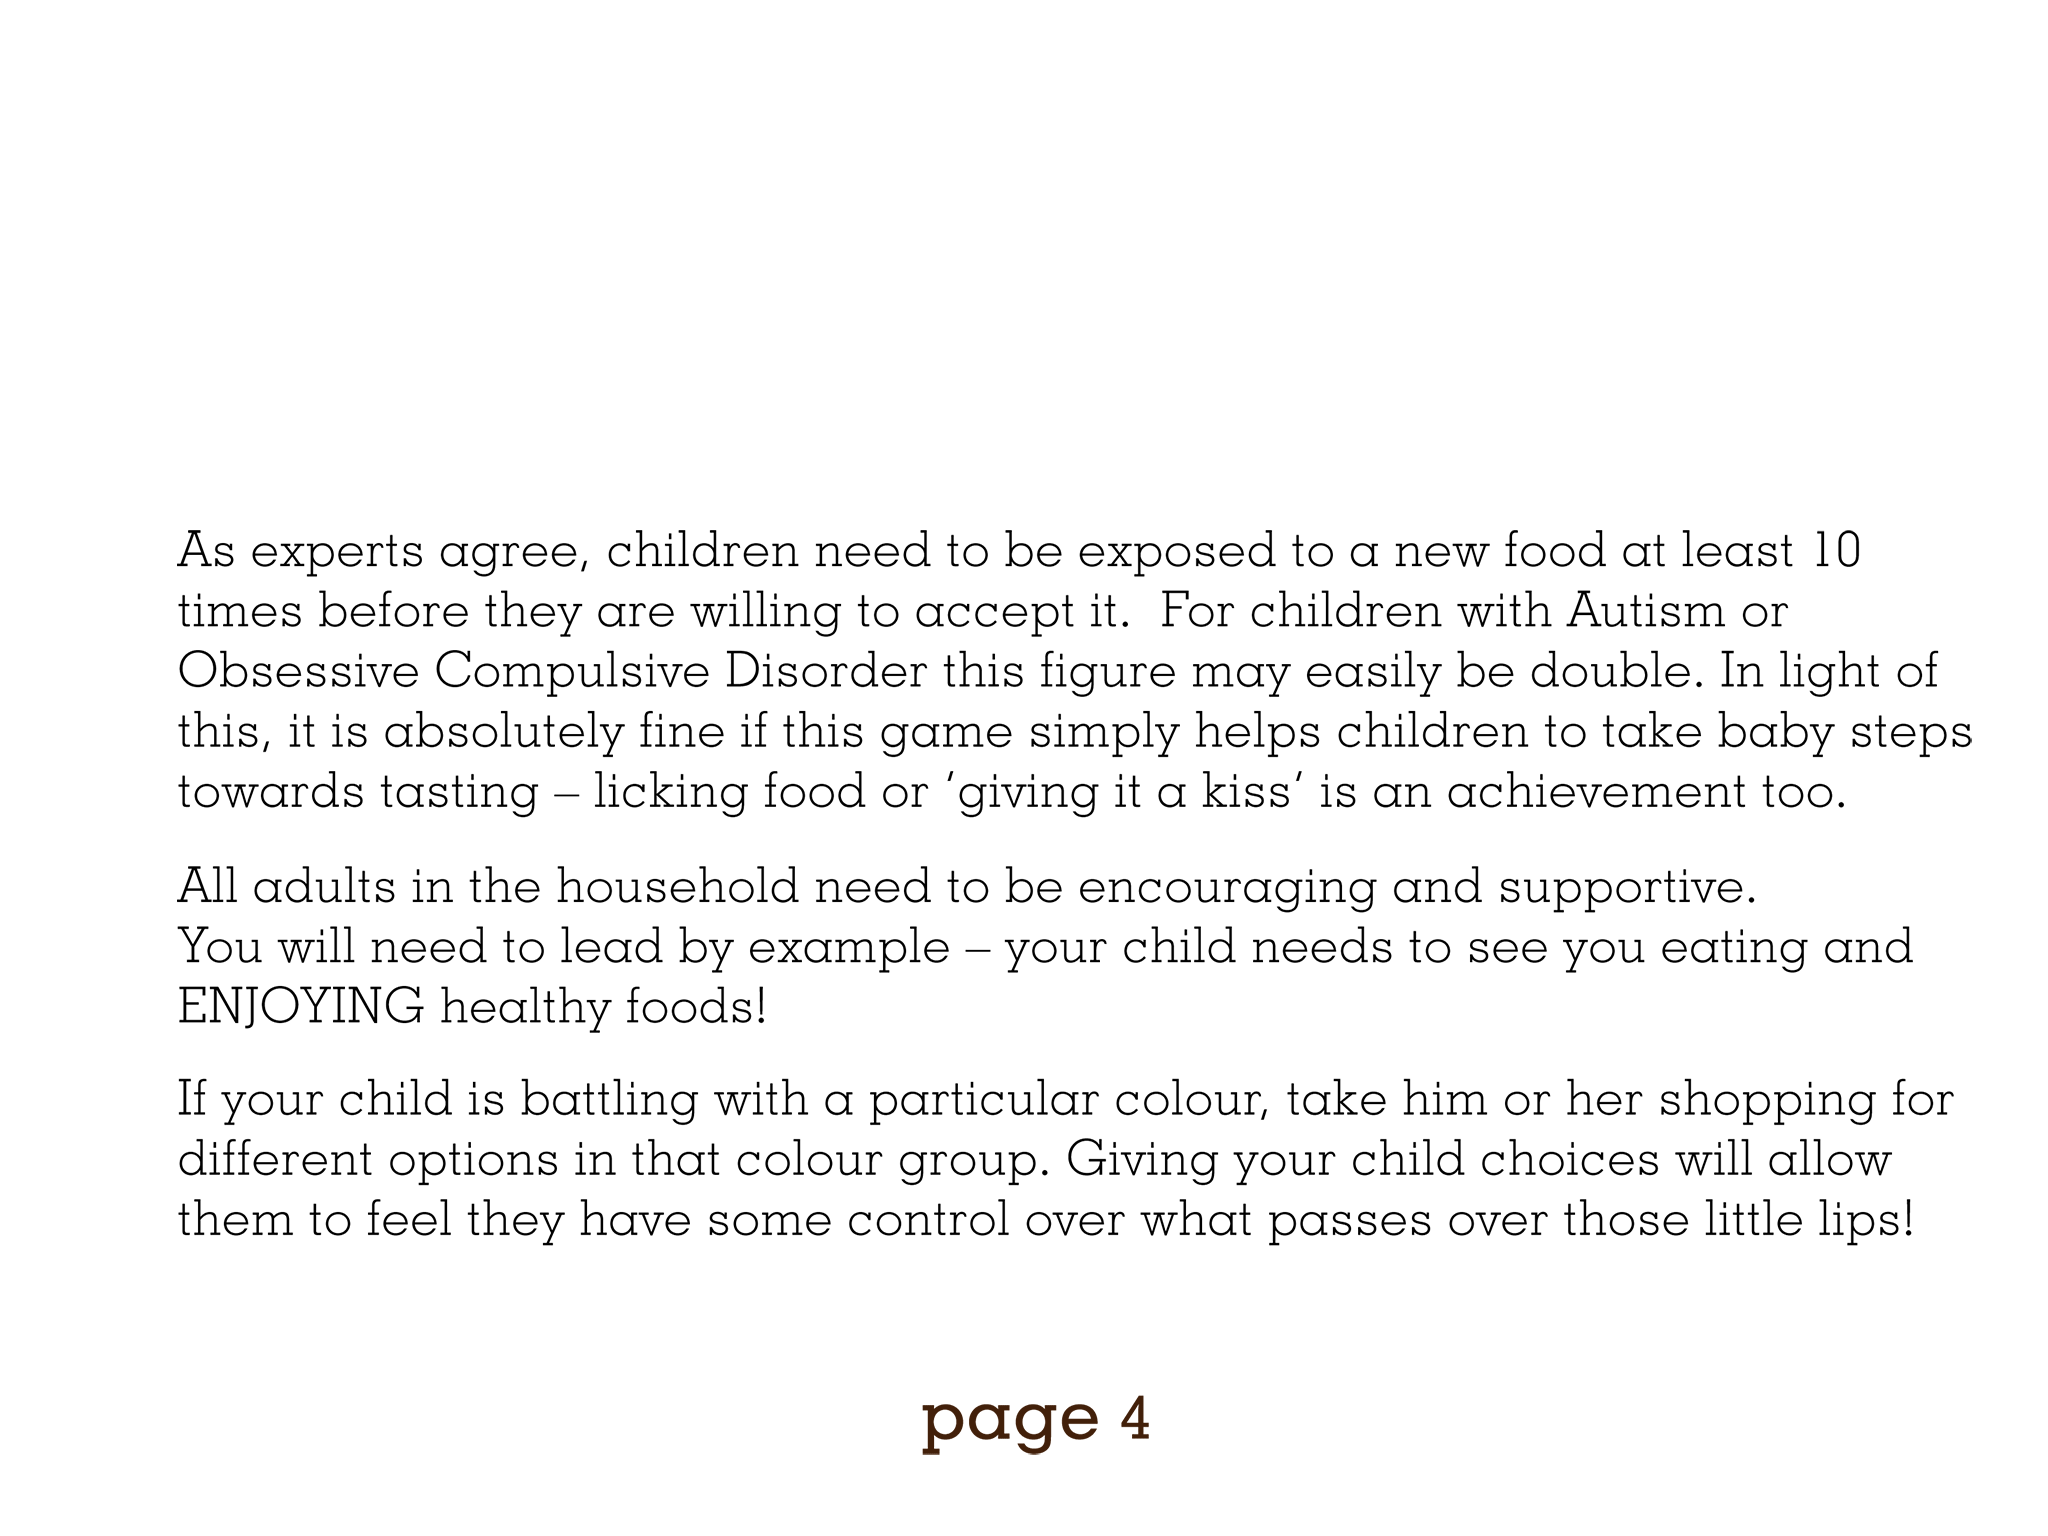 As experts agree, children need to be exposed to a new food at least 10
times before they are willing to accept it.  For children with Autism or
Obsessive Compulsive Disorder this figure may easily be double. In light of
this, it is absolutely fine if this game simply helps children to take baby steps
towards tasting – licking food or ‘giving it a kiss’ is an achievement too.
All adults in the household need to be encouraging and supportive.
You will need to lead by example – your child needs to see you eating and
ENJOYING healthy foods!
If your child is battling with a particular colour, take him or her shopping for
different options in that colour group. Giving your child choices will allow
them to feel they have some control over what passes over those little lips!
page 4